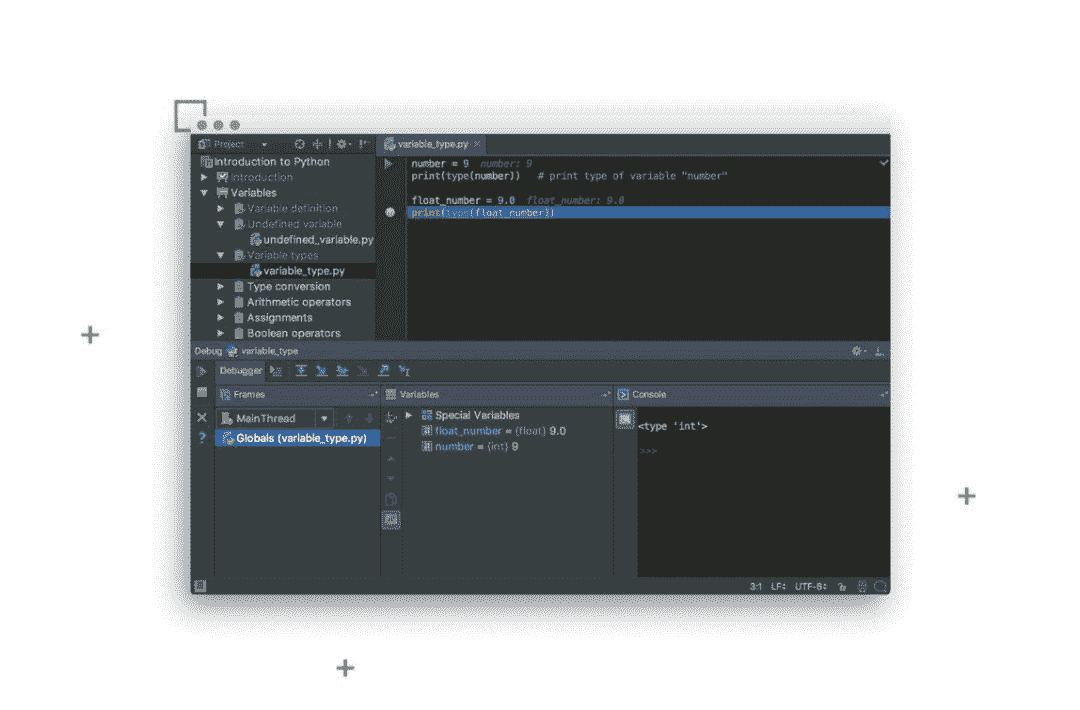 Project
Introduction to Python
Introduction
Variables
Variable definition
Undefined variable
undefined_variable.py
Variable types
variable_type.py
Type conversion
Arithmetic operators
Assignments
Boolean operators
variable_type.py
number = 9 number: 9
print(type(number)) # print type of variable "number"
float_number = 9.0 float_number: 9.0
print(type(float_number))
Debug variable_type
Debugger
Frames
MainThread
Globals (variable_type.py)
Variables
Special Variables
float_number = {float} 9.0
number = {int} 9
Console
<type 'int'>
>>>
3:1 LF÷ UTF-8÷